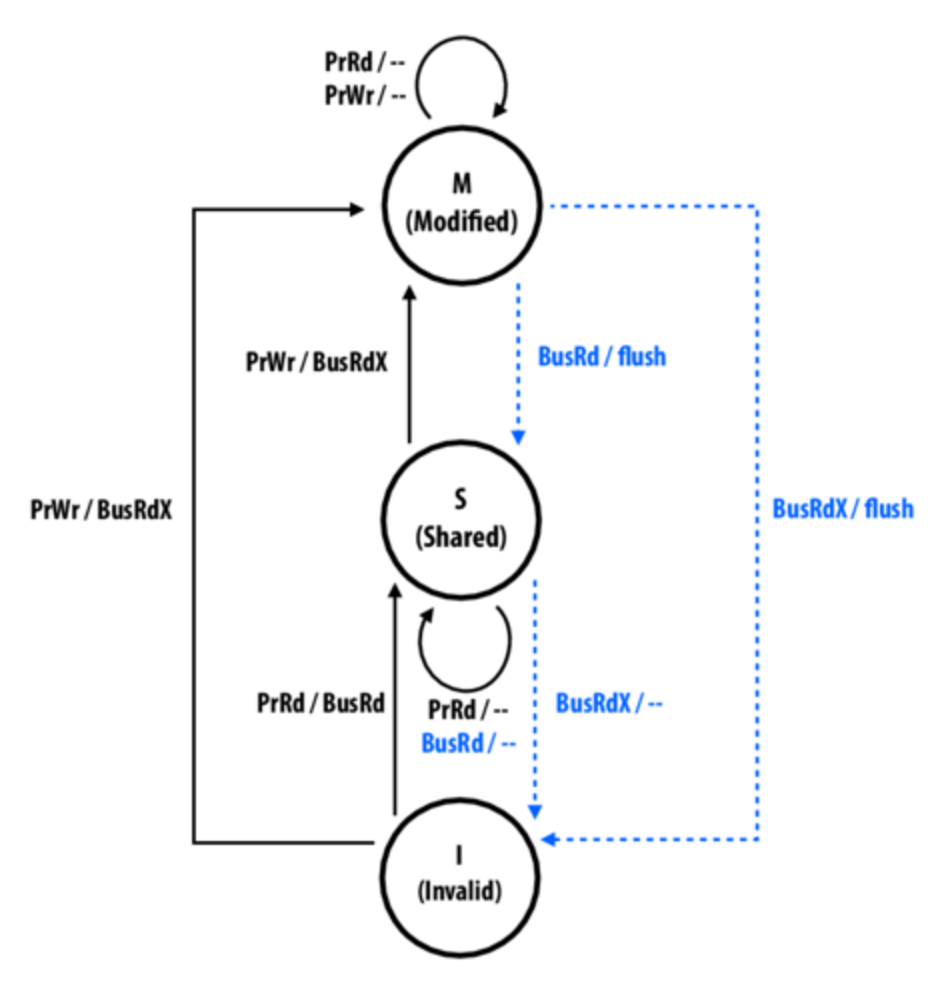 PrRd / --
PrWr / --
M
(Modified)
PrWr / BusRdX
BusRd / flush
S
(Shared)
PrWr / BusRdX
BusRdX / flush
PrRd / BusRd
PrRd / --
BusRd / --
BusRdX / --
I
(Invalid)